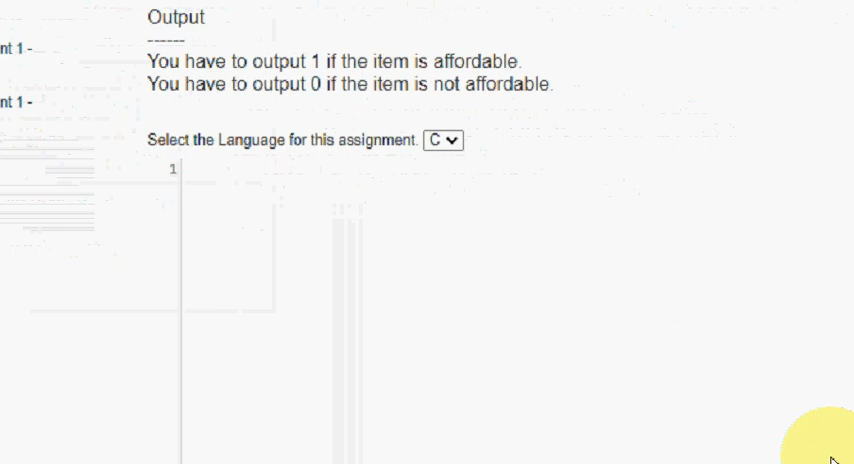 Output
------
nt 1 -
You have to output 1 if the item is affordable.
You have to output 0 if the item is not affordable.
nt 1 -
Select the Language for this assignment. C
1